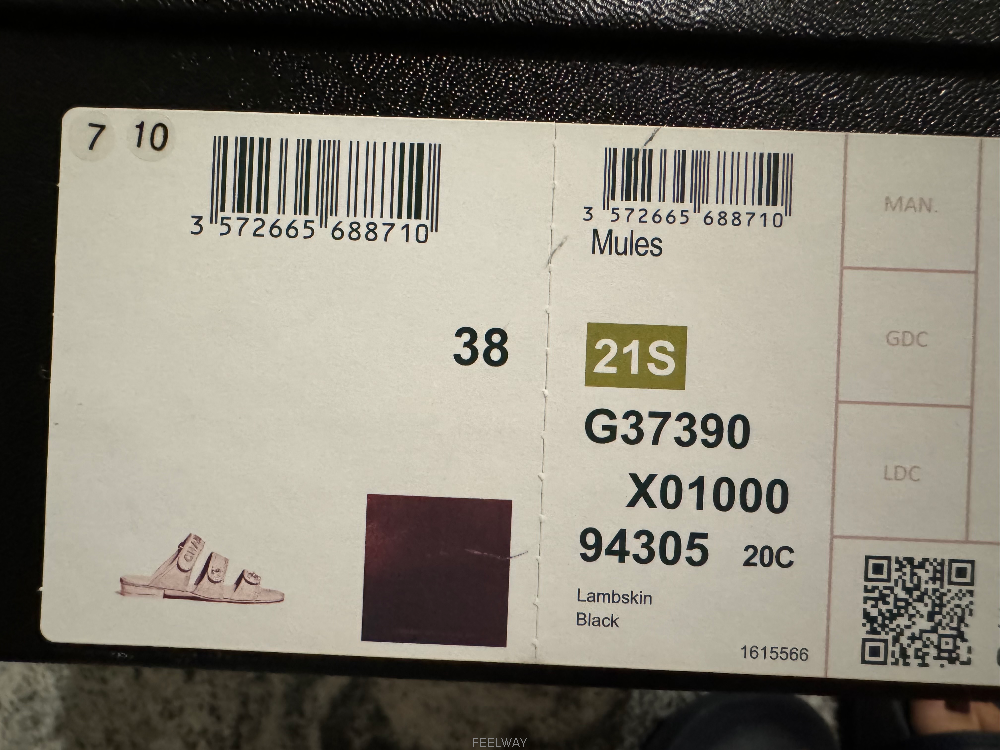 7 10
3 572665 688710
38
3 572665 688710
Mules
21S
G37390
X01000
94305 20C
Lambskin
Black
1615566
MAN.
GDC
LDC
FEELWAY